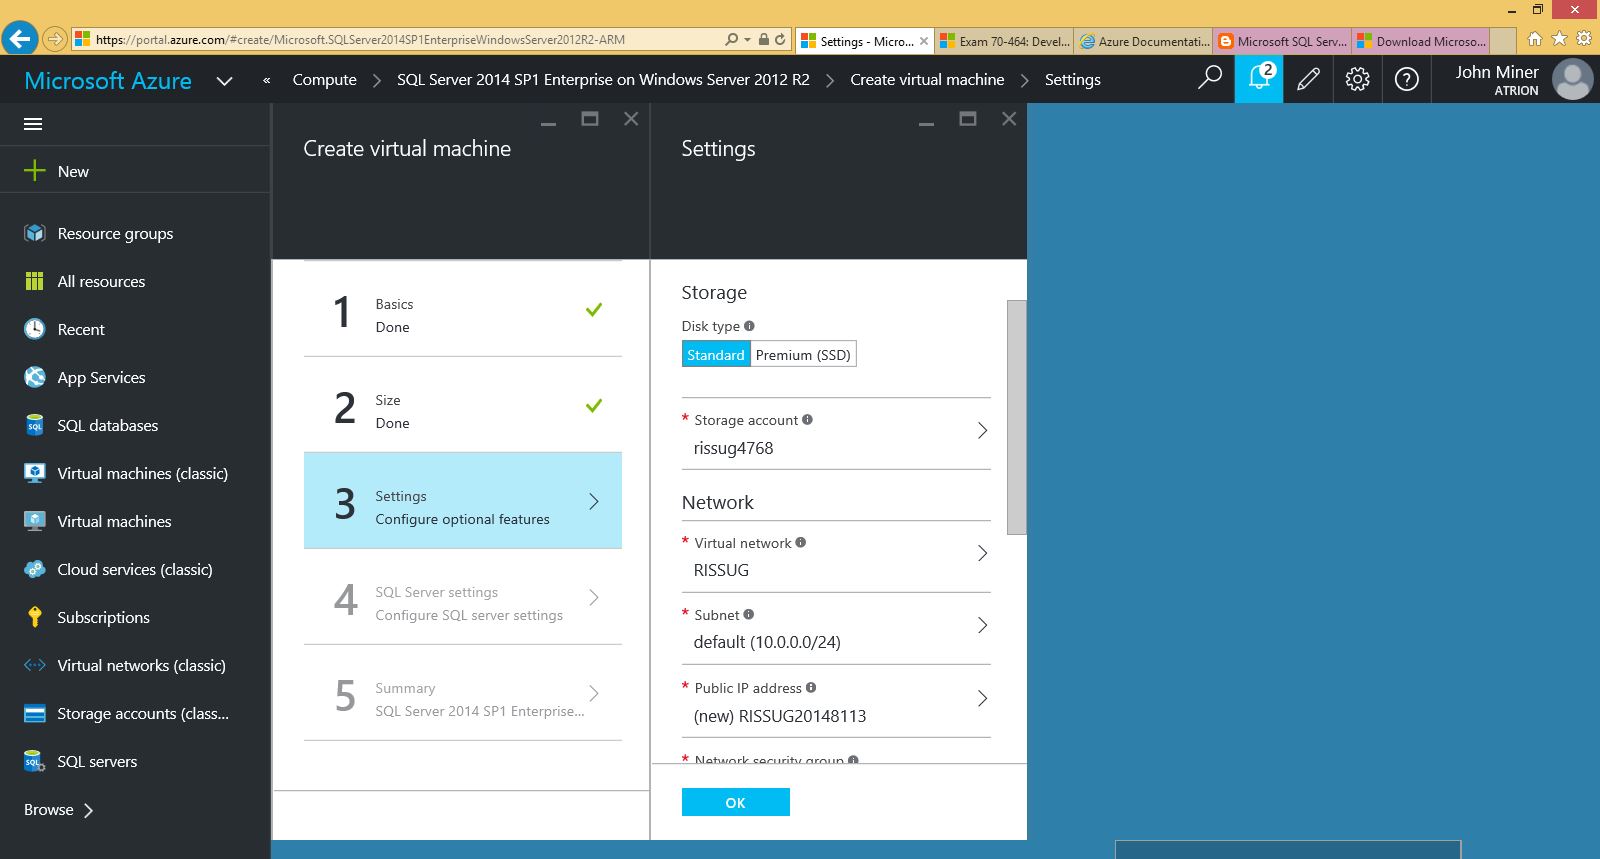 https://portal.azure.com/#create/Microsoft.SQLServer2014SP1EnterpriseWindowsServer2012R2-ARM
Settings - Micro...
Exam 70-464: Devel...
Azure Documentati...
Microsoft SQL Serv...
Download Microso...
Microsoft Azure
«
Compute
SQL Server 2014 SP1 Enterprise on Windows Server 2012 R2
Create virtual machine
Settings
2
John Miner
ATRION
New
Resource groups
All resources
Recent
App Services
SQL databases
Virtual machines (classic)
Virtual machines
Cloud services (classic)
Subscriptions
Virtual networks (classic)
Storage accounts (class...
SQL servers
Browse
Create virtual machine
1
Basics
Done
2
Size
Done
3
Settings
Configure optional features
4
SQL Server settings
Configure SQL server settings
5
Summary
SQL Server 2014 SP1 Enterprise...
Settings
Storage
Disk type
Standard
Premium (SSD)
* Storage account
rissug4768
Network
* Virtual network
RISSUG
* Subnet
default (10.0.0.0/24)
* Public IP address
(new) RISSUG20148113
* Network security group
OK